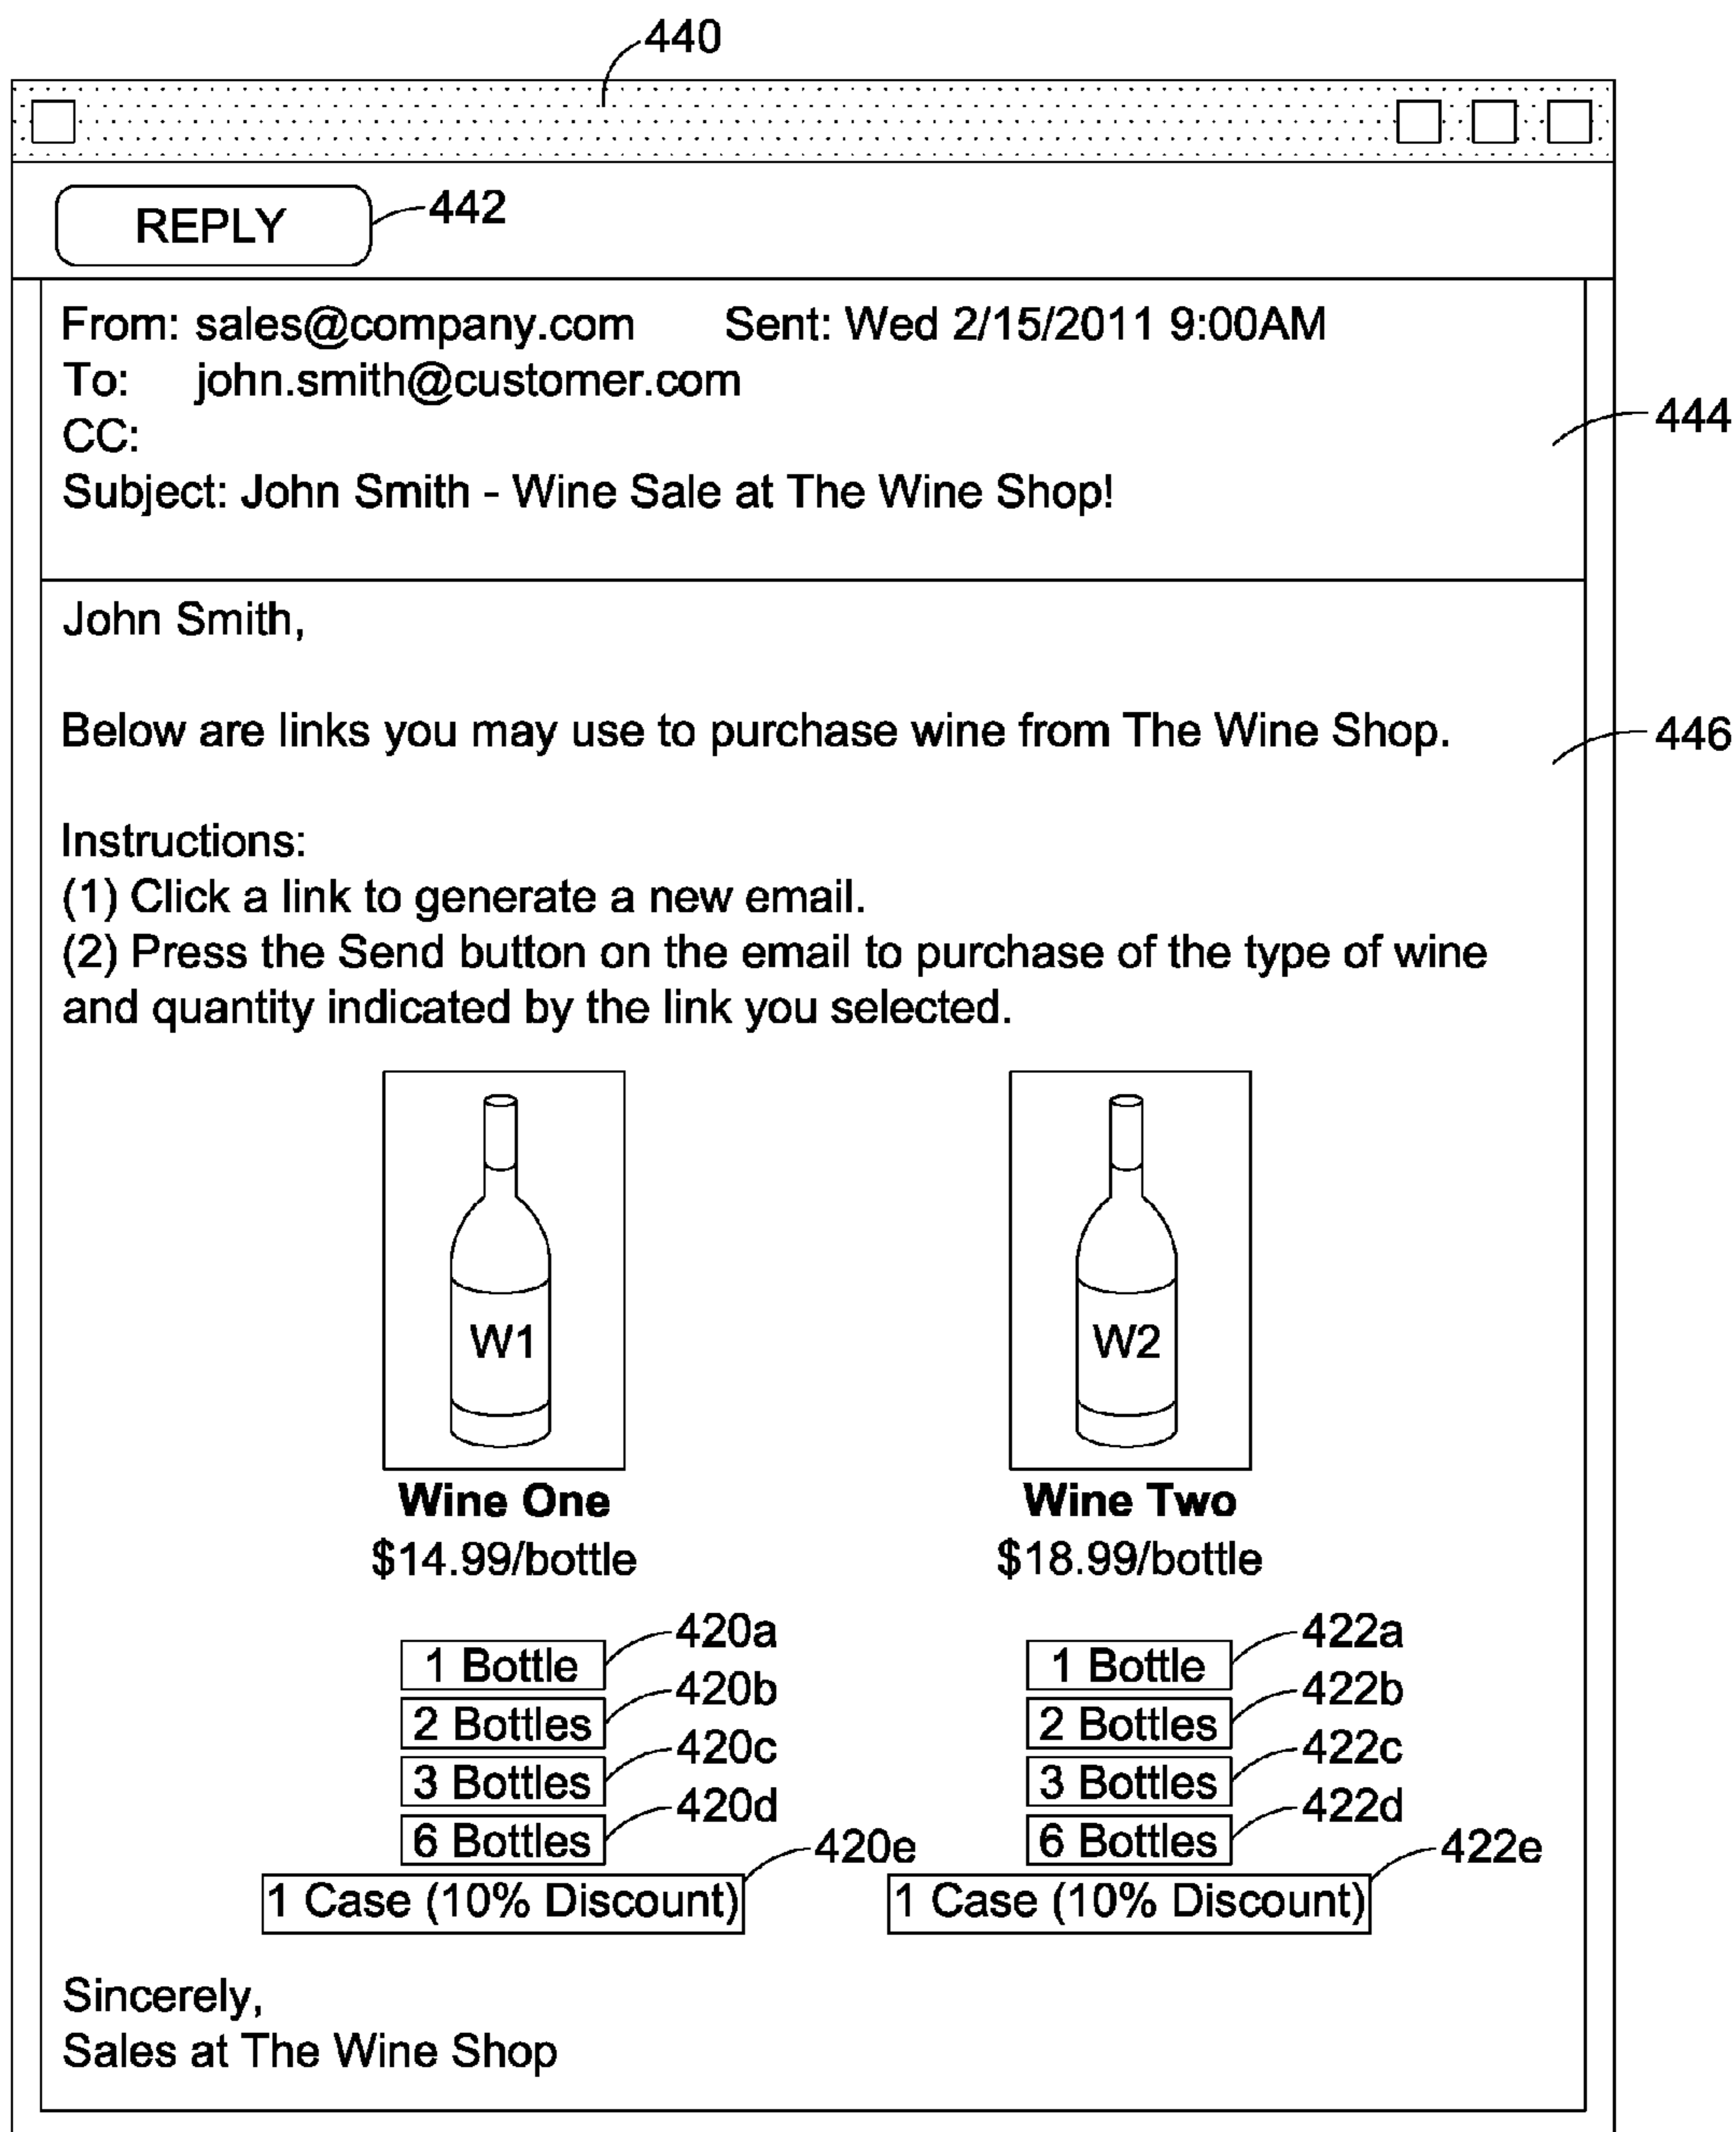 440
REPLY 442
From: sales@company.com Sent: Wed 2/15/2011 9:00AM
To: john.smith@customer.com
444
CC:
Subject: John Smith - Wine Sale at The Wine Shop!
John Smith,
Below are links you may use to purchase wine from The Wine Shop.
446
Instructions:
(1) Click a link to generate a new email.
(2) Press the Send button on the email to purchase of the type of wine
and quantity indicated by the link you selected.
W1 W2
Wine One Wine Two
$14.99/bottle $18.99/bottle
1 Bottle 420a 1 Bottle 422a
2 Bottles 420b 2 Bottles 422b
3 Bottles 420c 3 Bottles 422c
6 Bottles 420d 6 Bottles 422d
1 Case (10% Discount) 420e 1 Case (10% Discount) 422e
Sincerely,
Sales at The Wine Shop